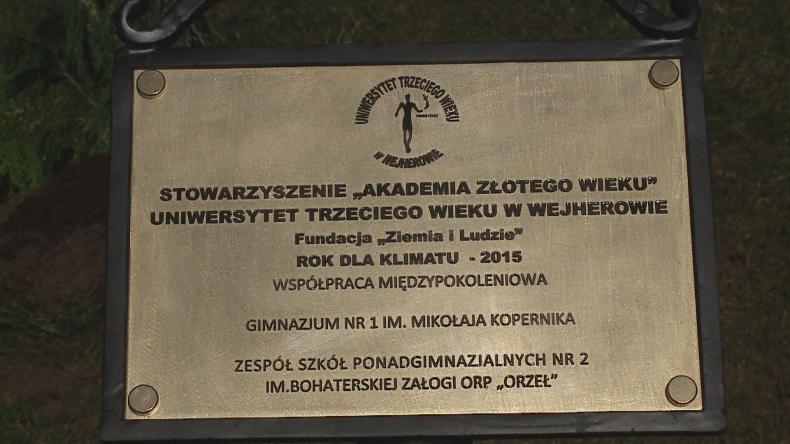 UNIWERSYTET TRZECIEGO WIEKU
PROMETEUSZ
W WEJHEROWIE
STOWARZYSZENIE „AKADEMIA ZŁOTEGO WIEKU”
UNIWERSYTET TRZECIEGO WIEKU W WEJHEROWIE
Fundacja „Ziemia i Ludzie”
ROK DLA KLIMATU - 2015
WSPÓŁPRACA MIĘDZYPOKOLENIOWA
GIMNAZJUM NR 1 IM. MIKOŁAJA KOPERNIKA
ZESPÓŁ SZKÓŁ PONADGIMNAZJALNYCH NR 2
IM.BOHATERSKIEJ ZAŁOGI ORP „ORZEŁ”